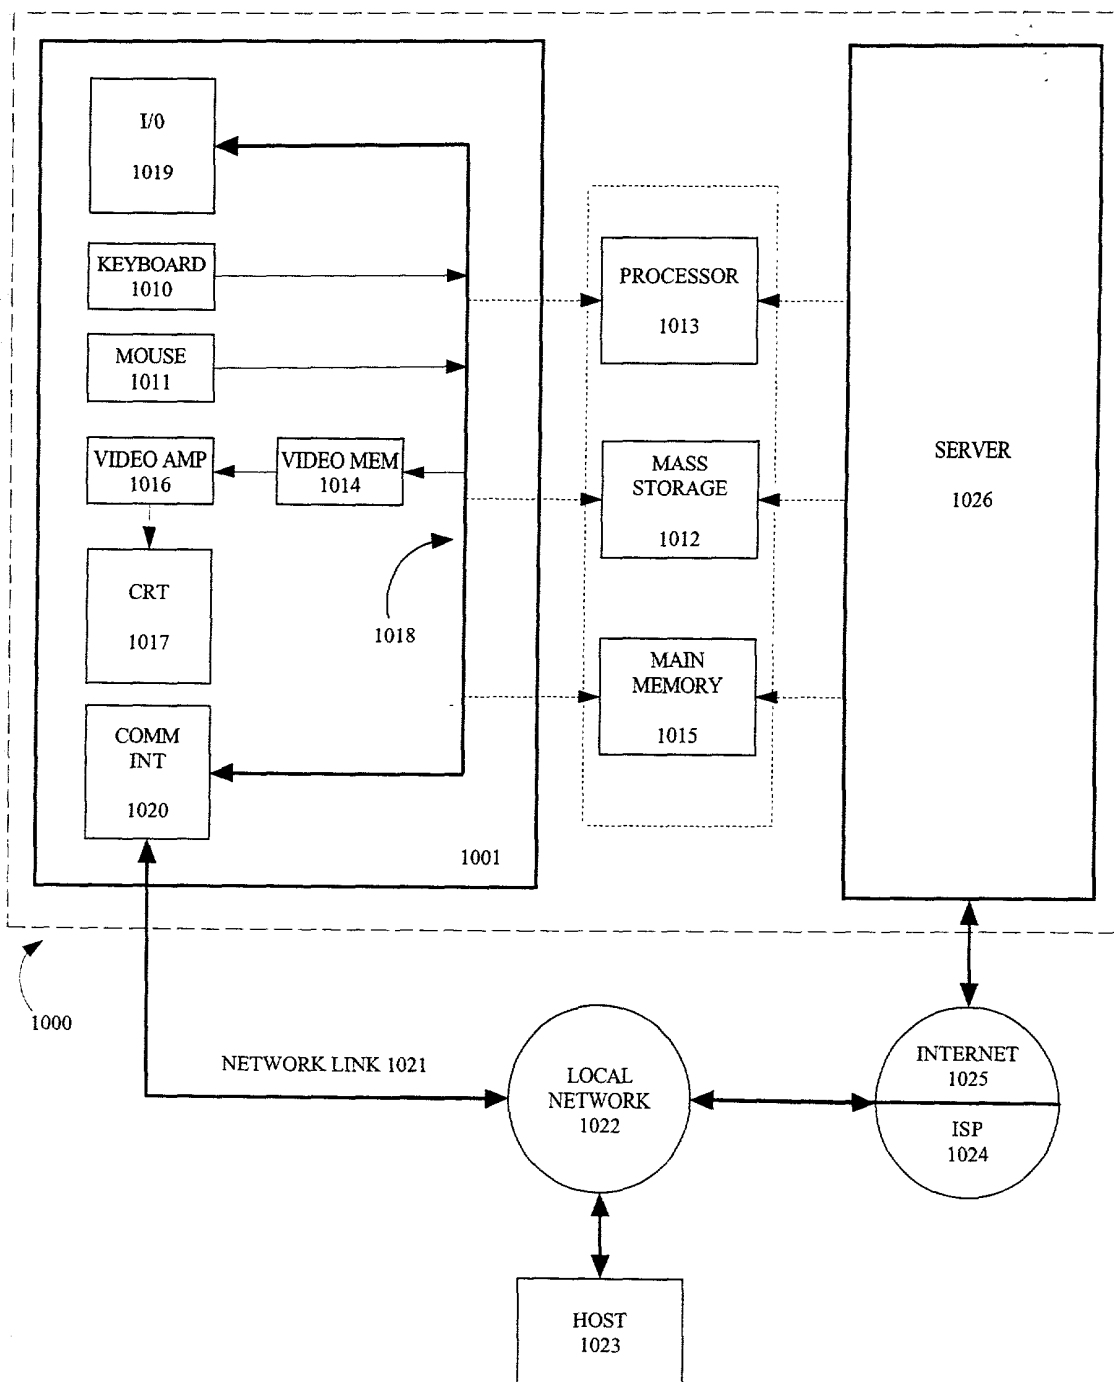 I/0
1019
KEYBOARD
1010
MOUSE
1011
VIDEO AMP
1016
VIDEO MEM
1014
CRT
1017
1018
COMM
INT
1020
1001
PROCESSOR
1013
MASS
STORAGE
1012
MAIN
MEMORY
1015
SERVER
1026
1000
NETWORK LINK 1021
LOCAL
NETWORK
1022
INTERNET
1025
ISP
1024
HOST
1023